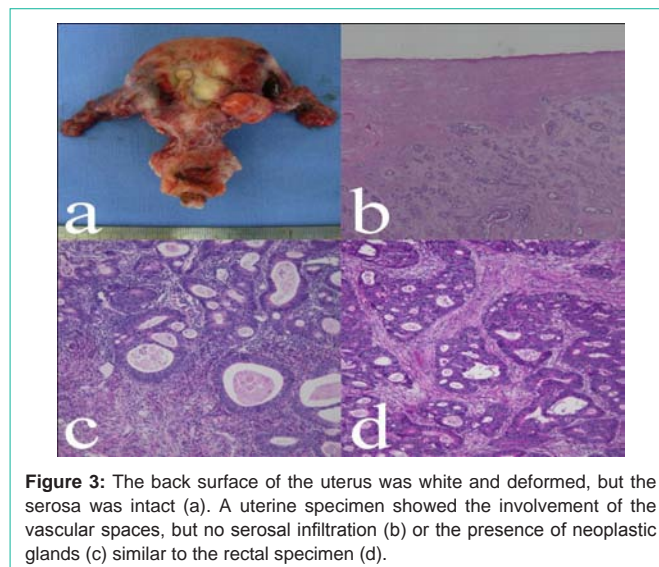 a
b
c
d
Figure 3: The back surface of the uterus was white and deformed, but the
serosa was intact (a). A uterine specimen showed the involvement of the
vascular spaces, but no serosal infiltration (b) or the presence of neoplastic
glands (c) similar to the rectal specimen (d).